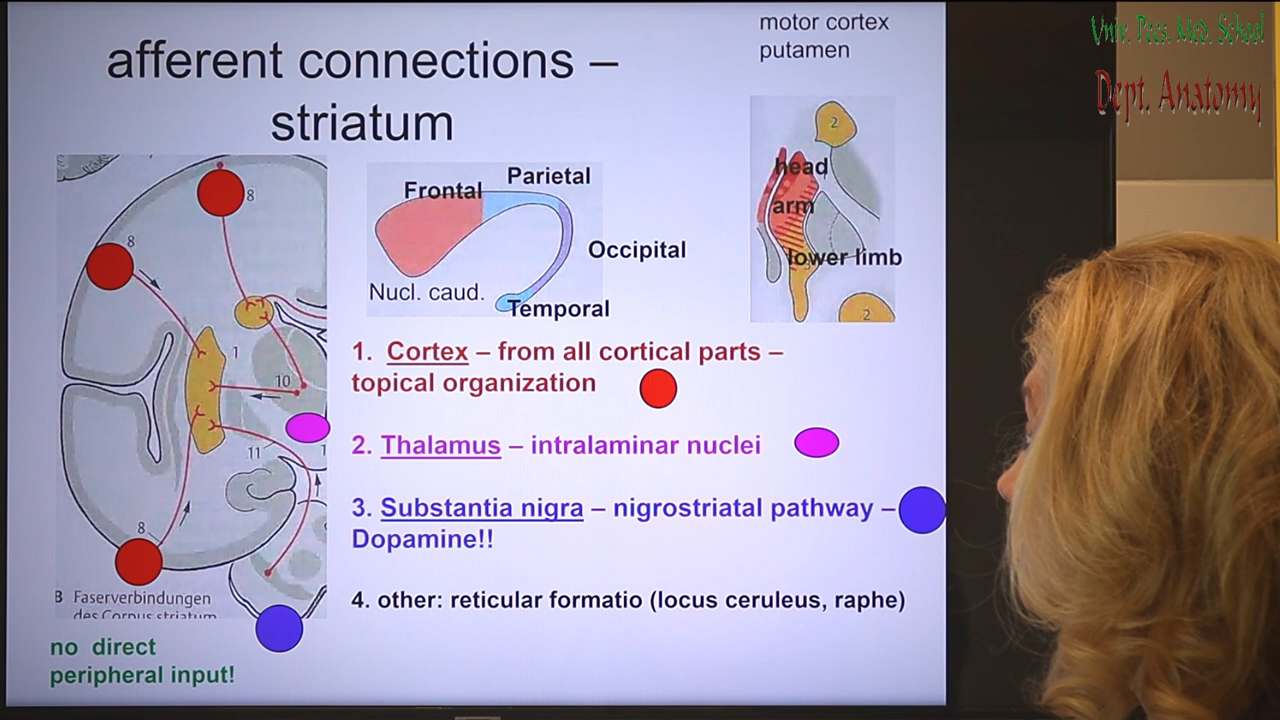 Univ. Pecs. Med. School
Dept. Anatomy
motor cortex
putamen
afferent connections –
striatum
8
8
1
10
11
1
8
B Faserverbindungen
des Corpus striatum
Frontal
Parietal
Occipital
Nucl. caud.
Temporal
2
head
arm
lower limb
2
1. Cortex – from all cortical parts –
topical organization
2. Thalamus – intralaminar nuclei
3. Substantia nigra – nigrostriatal pathway –
Dopamine!!
4. other: reticular formatio (locus ceruleus, raphe)
no direct
peripheral input!